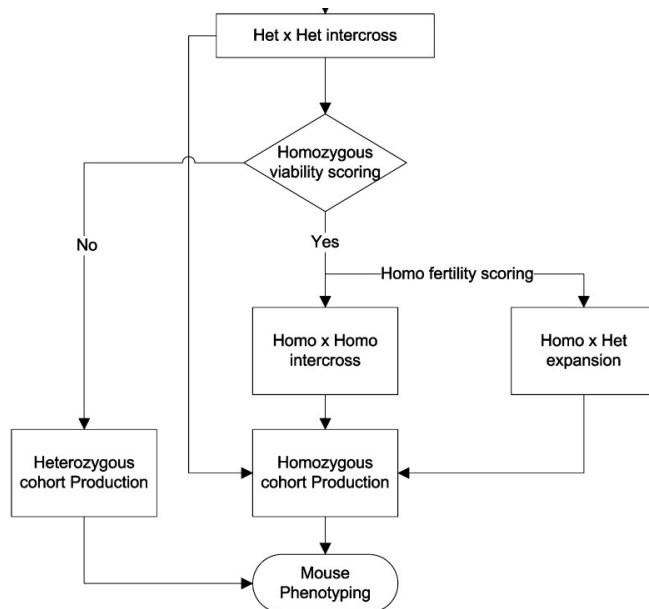 Het x Het intercross
Homozygous
viability scoring
No
Yes
Homo fertility scoring
Homo x Homo
intercross
Homo x Het
expansion
Heterozygous
cohort Production
Homozygous
cohort Production
Mouse
Phenotyping